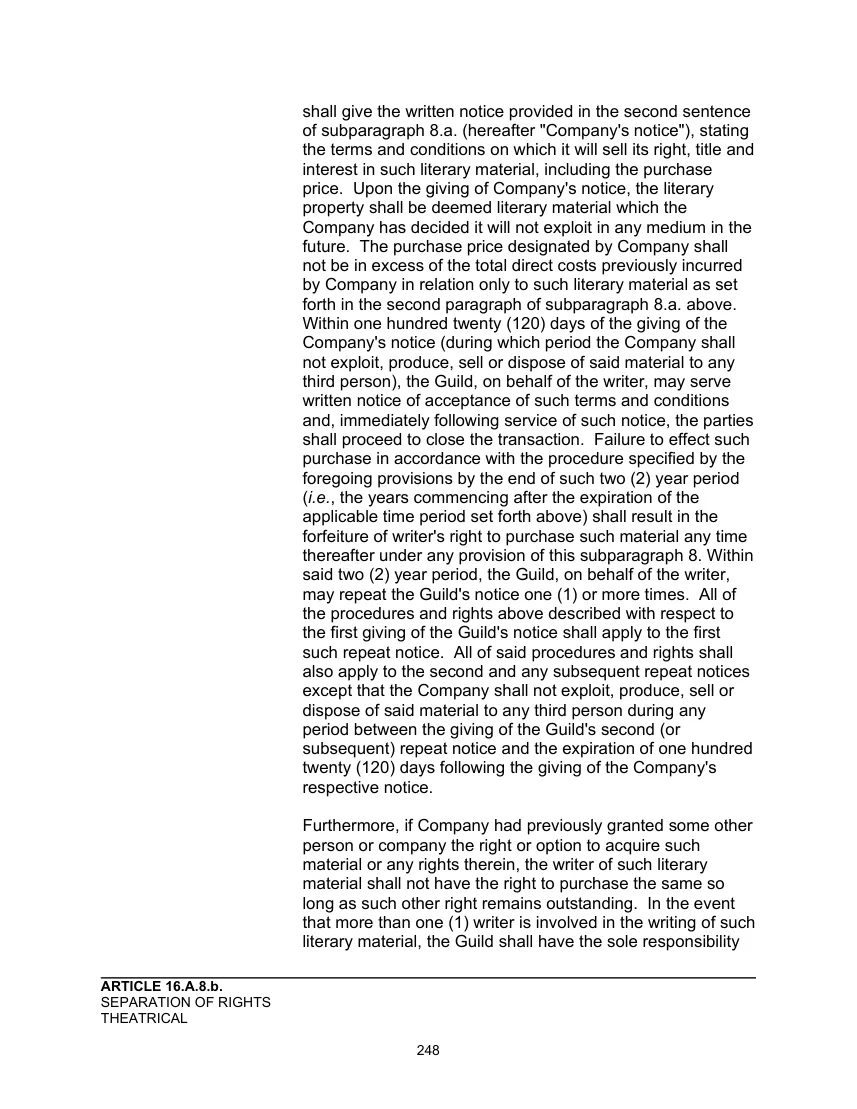 shall give the written notice provided in the second sentence
of subparagraph 8.a. (hereafter "Company's notice"), stating
the terms and conditions on which it will sell its right, title and
interest in such literary material, including the purchase
price.  Upon the giving of Company's notice, the literary
property shall be deemed literary material which the
Company has decided it will not exploit in any medium in the
future.  The purchase price designated by Company shall
not be in excess of the total direct costs previously incurred
by Company in relation only to such literary material as set
forth in the second paragraph of subparagraph 8.a. above.
Within one hundred twenty (120) days of the giving of the
Company's notice (during which period the Company shall
not exploit, produce, sell or dispose of said material to any
third person), the Guild, on behalf of the writer, may serve
written notice of acceptance of such terms and conditions
and, immediately following service of such notice, the parties
shall proceed to close the transaction.  Failure to effect such
purchase in accordance with the procedure specified by the
foregoing provisions by the end of such two (2) year period
(i.e., the years commencing after the expiration of the
applicable time period set forth above) shall result in the
forfeiture of writer's right to purchase such material any time
thereafter under any provision of this subparagraph 8. Within
said two (2) year period, the Guild, on behalf of the writer,
may repeat the Guild's notice one (1) or more times.  All of
the procedures and rights above described with respect to
the first giving of the Guild's notice shall apply to the first
such repeat notice.  All of said procedures and rights shall
also apply to the second and any subsequent repeat notices
except that the Company shall not exploit, produce, sell or
dispose of said material to any third person during any
period between the giving of the Guild's second (or
subsequent) repeat notice and the expiration of one hundred
twenty (120) days following the giving of the Company's
respective notice.
Furthermore, if Company had previously granted some other
person or company the right or option to acquire such
material or any rights therein, the writer of such literary
material shall not have the right to purchase the same so
long as such other right remains outstanding.  In the event
that more than one (1) writer is involved in the writing of such
literary material, the Guild shall have the sole responsibility
ARTICLE 16.A.8.b.
SEPARATION OF RIGHTS
THEATRICAL
248